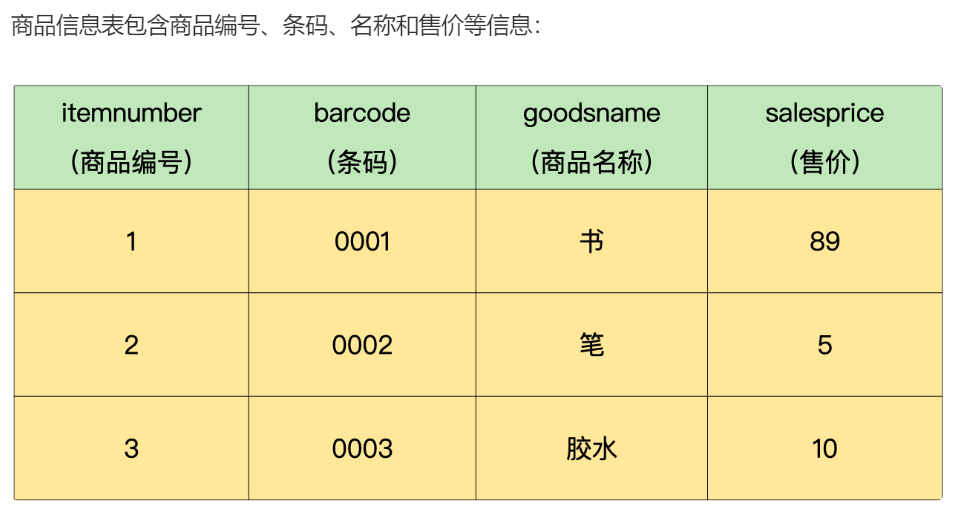 商品信息表包含商品编号、条码、名称和售价等信息：
itemnumber barcode goodsname salesprice
（商品编号） （条码） （商品名称） （售价）
1 0001 书 89
2 0002 笔 5
3 0003 胶水 10